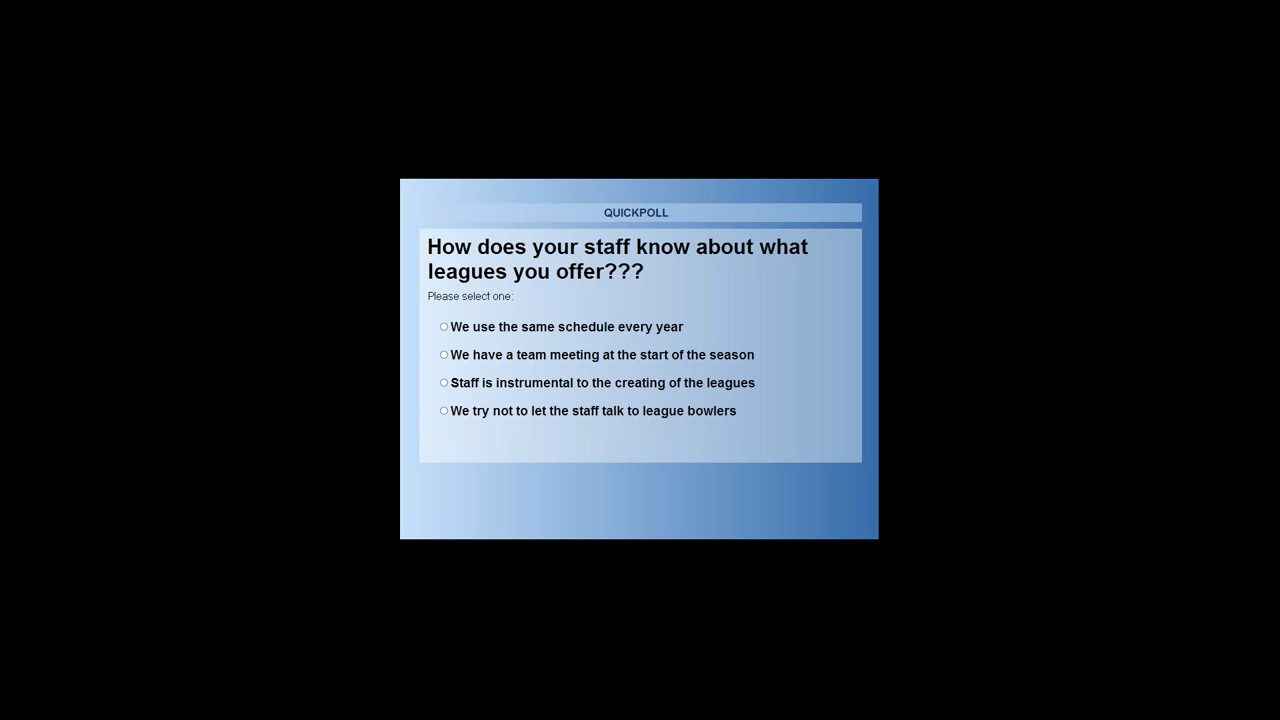 QUICKPOLL
How does your staff know about what
leagues you offer???
Please select one:
We use the same schedule every year
We have a team meeting at the start of the season
Staff is instrumental to the creating of the leagues
We try not to let the staff talk to league bowlers